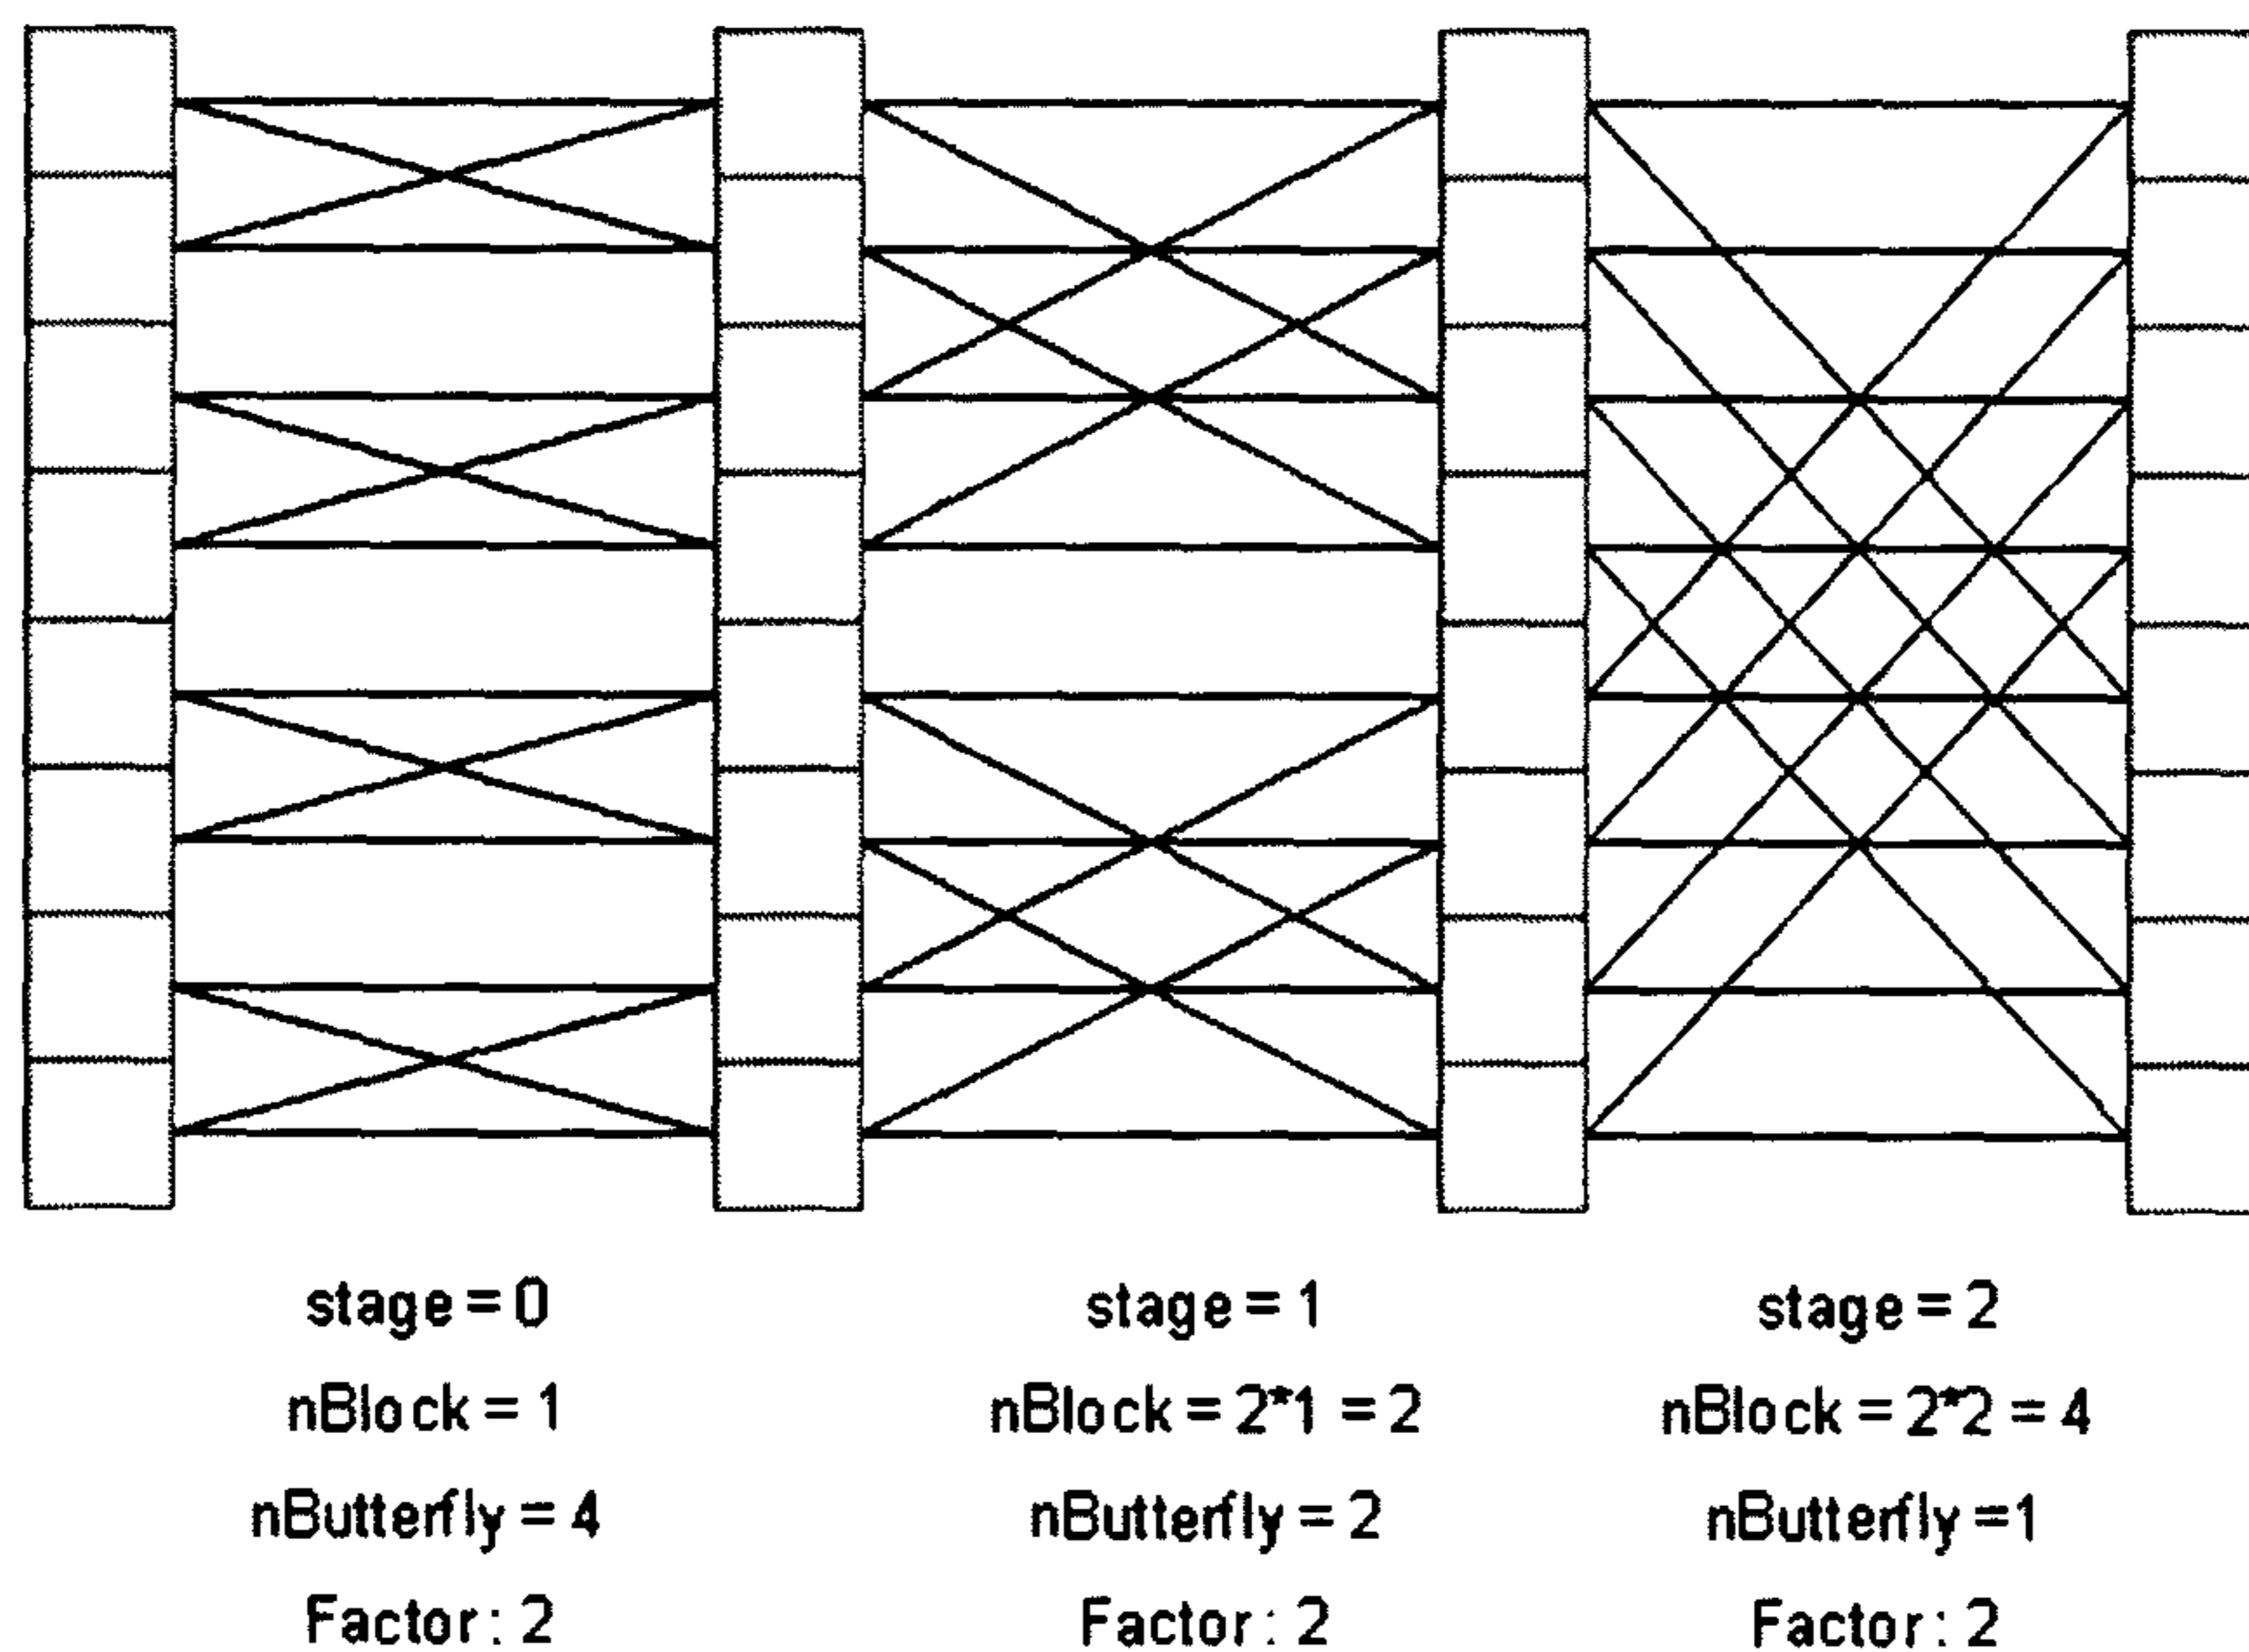 stage = 0
nBlock = 1
nButterfly = 4
Factor: 2
stage = 1
nBlock = 2*1 = 2
nButterfly = 2
Factor: 2
stage = 2
nBlock = 2*2 = 4
nButterfly =1
Factor: 2